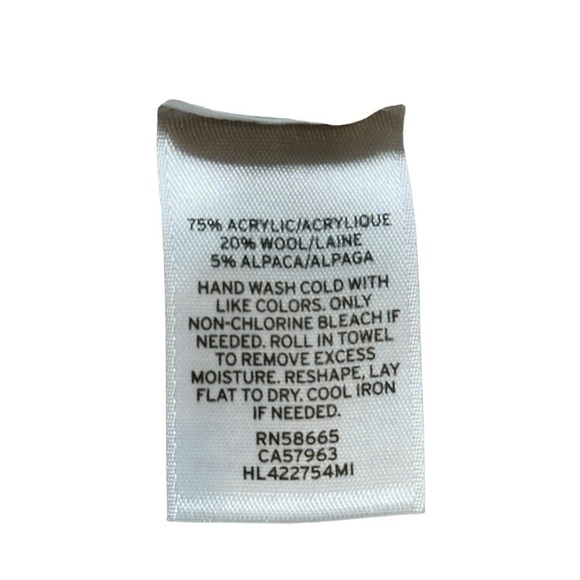 75% ACRYLIC/ACRYLIQUE
20% WOOL/LAINE
5% ALPACA/ALPAGA
HAND WASH COLD WITH
LIKE COLORS. ONLY
NON-CHLORINE BLEACH IF
NEEDED. ROLL IN TOWEL
TO REMOVE EXCESS
MOISTURE. RESHAPE, LAY
FLAT TO DRY. COOL IRON
IF NEEDED.
RN58665
CA57963
HL422754MI